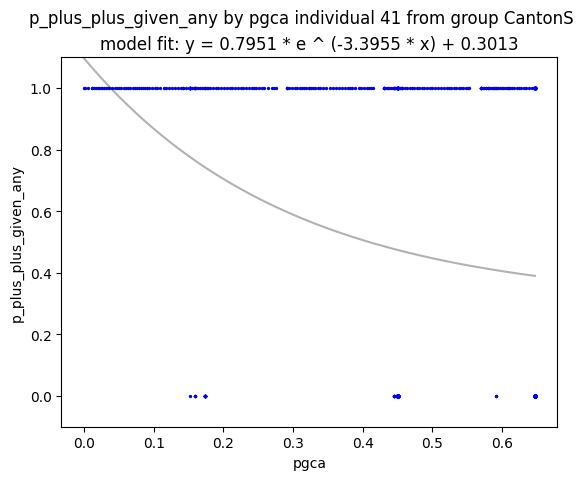 p_plus_plus_given_any by pgca individual 41 from group CantonS
model fit: y = 0.7951 * e ^ (-3.3955 * x) + 0.3013
1.0
0.8
0.6
0.4
0.2
0.0
p_plus_plus_given_any
0.0 0.1 0.2 0.3 0.4 0.5 0.6
pgca